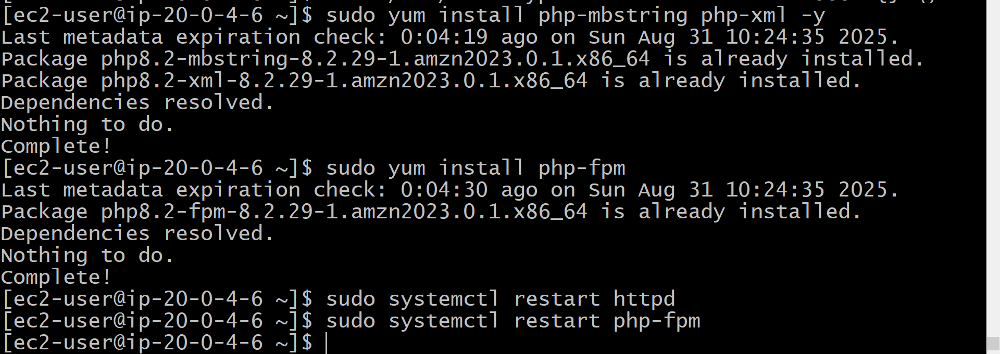 [ec2-user@ip-20-0-4-6 ~]$ sudo yum install php-mbstring php-xml -y
Last metadata expiration check: 0:04:19 ago on Sun Aug 31 10:24:35 2025.
Package php8.2-mbstring-8.2.29-1.amzn2023.0.1.x86_64 is already installed.
Package php8.2-xml-8.2.29-1.amzn2023.0.1.x86_64 is already installed.
Dependencies resolved.
Nothing to do.
Complete!
[ec2-user@ip-20-0-4-6 ~]$ sudo yum install php-fpm
Last metadata expiration check: 0:04:30 ago on Sun Aug 31 10:24:35 2025.
Package php8.2-fpm-8.2.29-1.amzn2023.0.1.x86_64 is already installed.
Dependencies resolved.
Nothing to do.
Complete!
[ec2-user@ip-20-0-4-6 ~]$ sudo systemctl restart httpd
[ec2-user@ip-20-0-4-6 ~]$ sudo systemctl restart php-fpm
[ec2-user@ip-20-0-4-6 ~]$